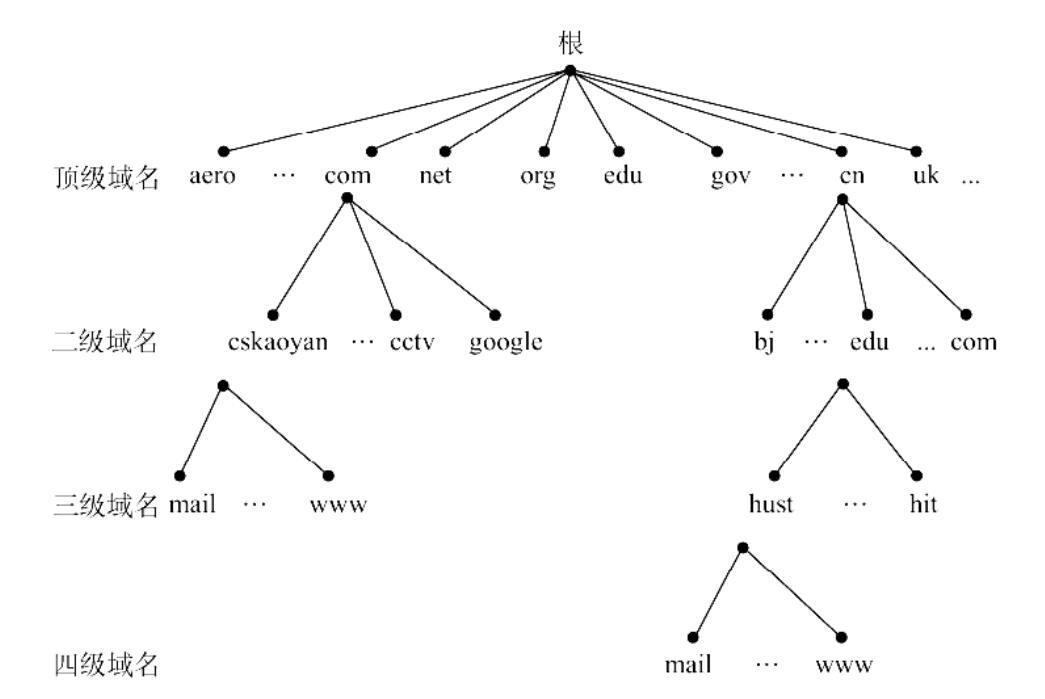 根
顶级域名 aero … com net org edu gov … cn uk ...
二级域名 cskaoyan … cctv google bj … edu ... com
三级域名 mail … www hust … hit
四级域名 mail … www